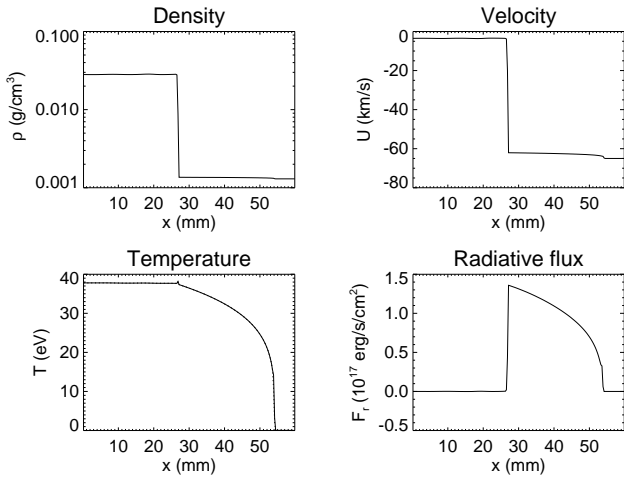 Density
Velocity
0.100
0.010
0.001
ρ (g/cm³)
10 20 30 40 50
x (mm)
0
-20
-40
-60
-80
U (km/s)
10 20 30 40 50
x (mm)
Temperature
Radiative flux
40
30
20
10
0
T (eV)
10 20 30 40 50
x (mm)
1.5
1.0
0.5
0.0
-0.5
Fᵣ (10¹⁷ erg/s/cm²)
10 20 30 40 50
x (mm)